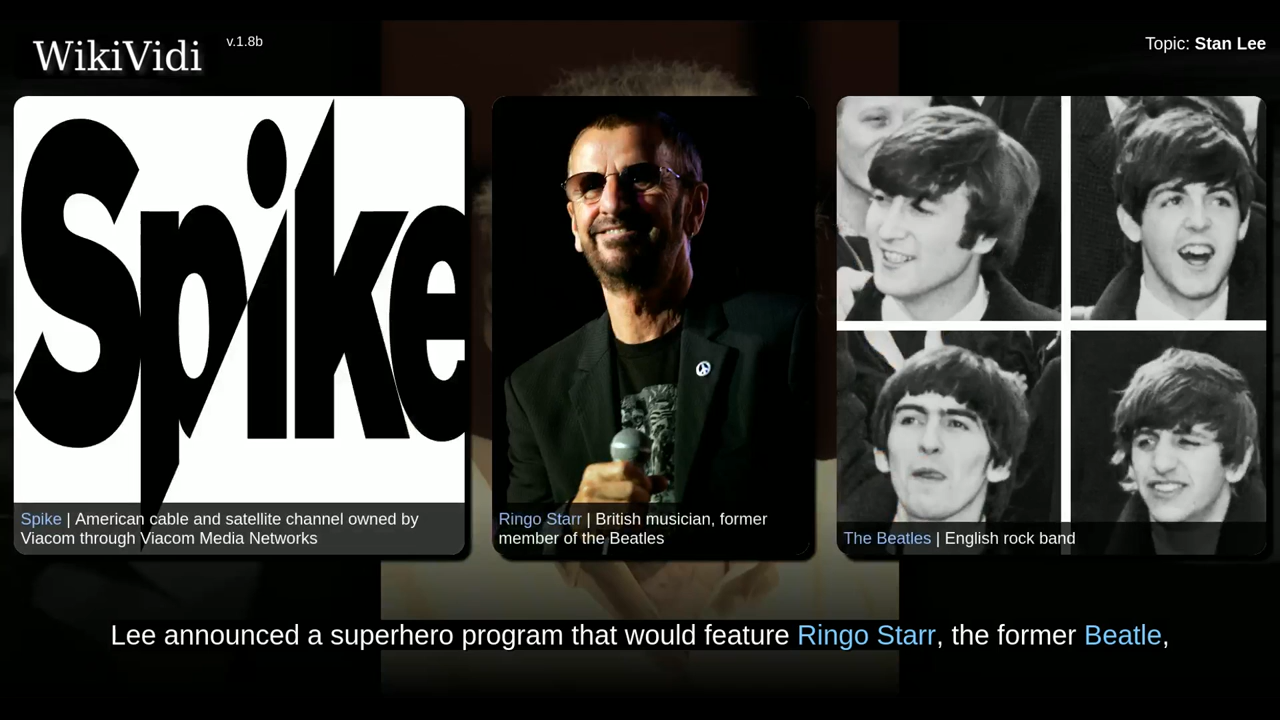 WikiVidi
v.1.8b
Topic: Stan Lee
Spike
Spike | American cable and satellite channel owned by
Viacom through Viacom Media Networks
Ringo Starr | British musician, former
member of the Beatles
The Beatles | English rock band
Lee announced a superhero program that would feature Ringo Starr, the former Beatle,